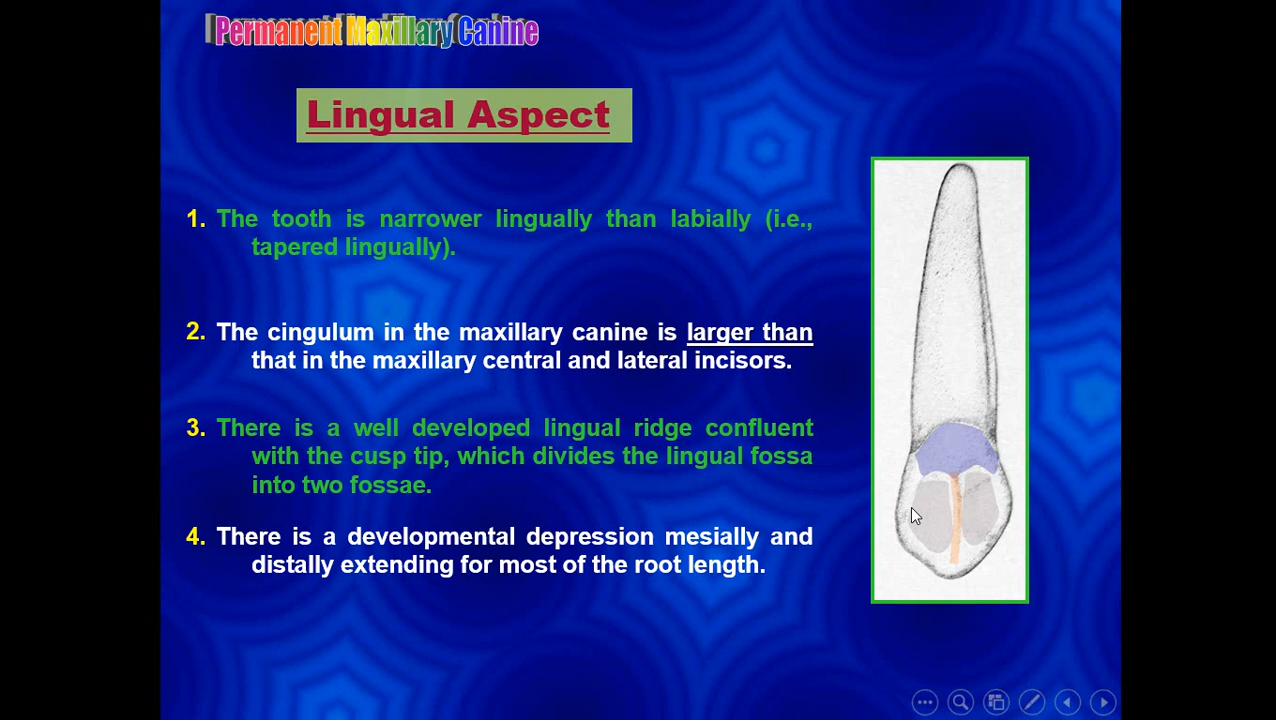 Permanent Maxillary Canine
Lingual Aspect
1. The tooth is narrower lingually than labially (i.e.,
tapered lingually).
2. The cingulum in the maxillary canine is larger than
that in the maxillary central and lateral incisors.
3. There is a well developed lingual ridge confluent
with the cusp tip, which divides the lingual fossa
into two fossae.
4. There is a developmental depression mesially and
distally extending for most of the root length.